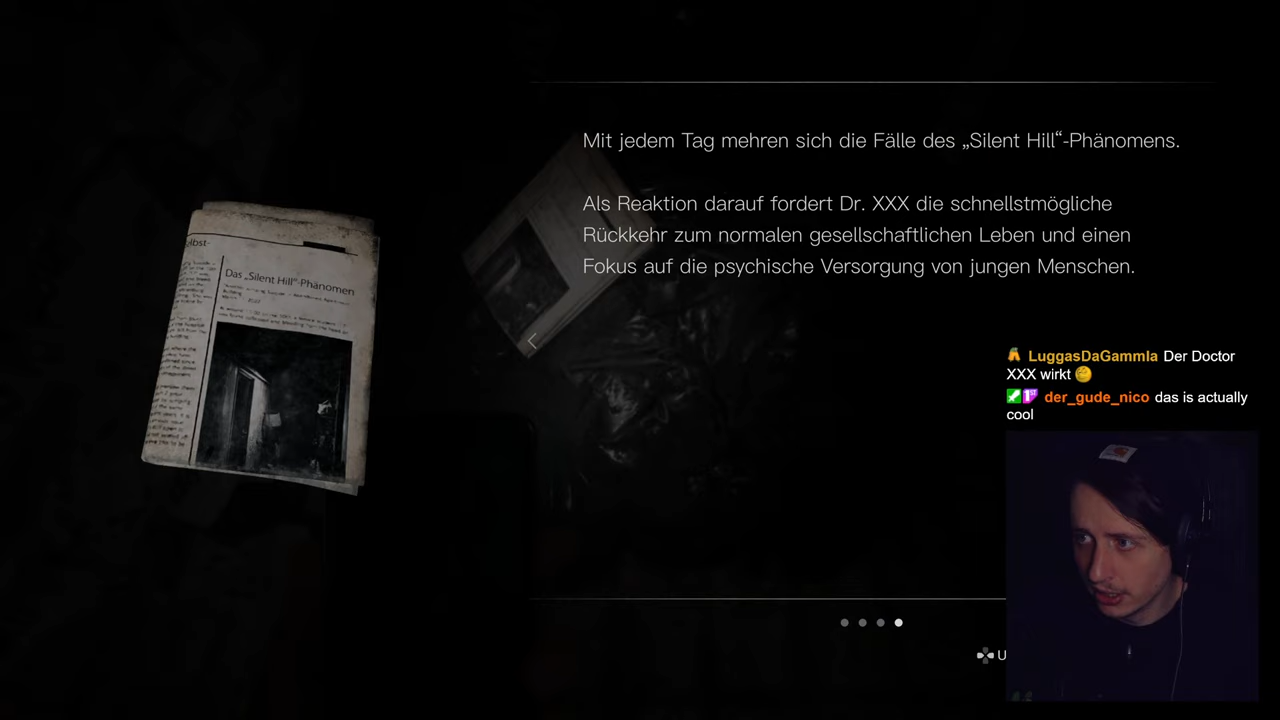 Mit jedem Tag mehren sich die Fälle des „Silent Hill“-Phänomens.
Als Reaktion darauf fordert Dr. XXX die schnellstmögliche
Rückkehr zum normalen gesellschaftlichen Leben und einen
Fokus auf die psychische Versorgung von jungen Menschen.
Das „Silent Hill“-Phänomen
LuggasDaGammla Der Doctor
XXX wirkt
der_gude_nico das is actually
cool
U